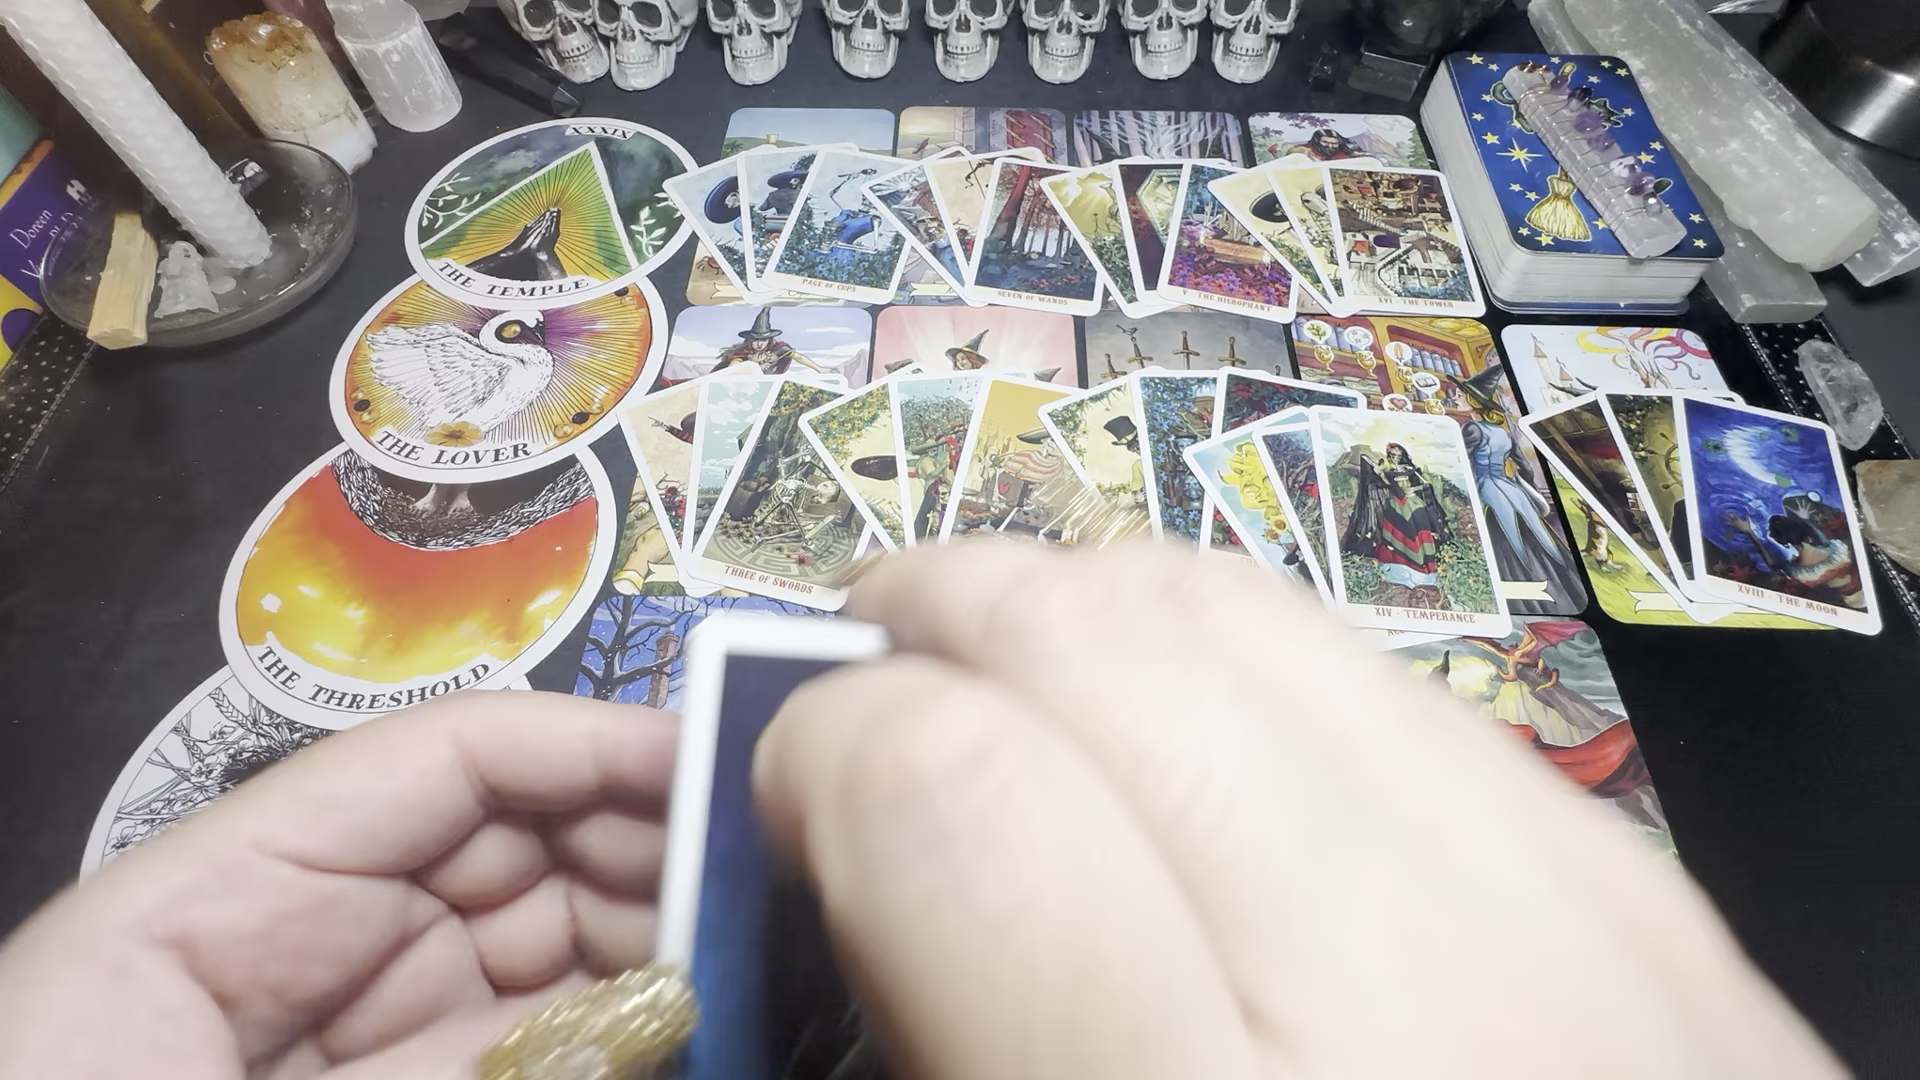 XXXIX
THE TEMPLE
PAGE OF CUPS
SEVEN OF WANDS
V THE HIEROPHANT
XVI THE TOWER
THE LOVER
Doreen
THREE OF SWORDS
XIV - TEMPERANCE
XVIII - THE MOON
THE THRESHOLD